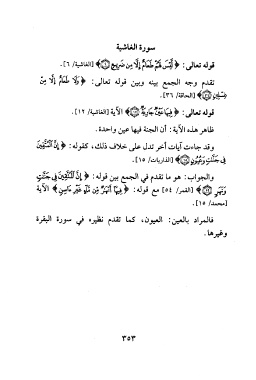 سورة الغاشية
قوله تعالى: ﴿ لَّيْسَ لَهُمْ طَعَامٌ إِلَّا مِن ضَرِيعٍ ﴾ [الغاشية/ ٦].
تقدم وجه الجمع بينه وبين قوله تعالى: ﴿ وَلَا طَعَامٌ إِلَّا مِنْ
غِسْلِينٍ ﴾ [الحاقة/ ٣٦].
قوله تعالى: ﴿ فِيهَا عَيْنٌ جَارِيَةٌ ﴾ الآية [الغاشية/ ١٢].
ظاهر هذه الآية: أن الجنة فيها عين واحدة.
وقد جاءت آيات أخر تدل على خلاف ذلك، كقوله: ﴿ إِنَّ الْمُتَّقِينَ
فِي جَنَّاتٍ وَعُيُونٍ ﴾ [الذاريات/ ١٥].
والجواب: هو ما تقدم في الجمع بين قوله: ﴿ إِنَّ الْمُتَّقِينَ فِي جَنَّاتٍ
وَنَهَرٍ ﴾ [القمر/ ٥٤] مع قوله: ﴿ فِيهَا أَنْهَارٌ مِّن مَّاءٍ غَيْرِ آسِنٍ ﴾ الآية
[محمد/ ١٥].
فالمراد بالعين: العيون، كما تقدم نظيره في سورة البقرة
وغيرها.
٣٥٣